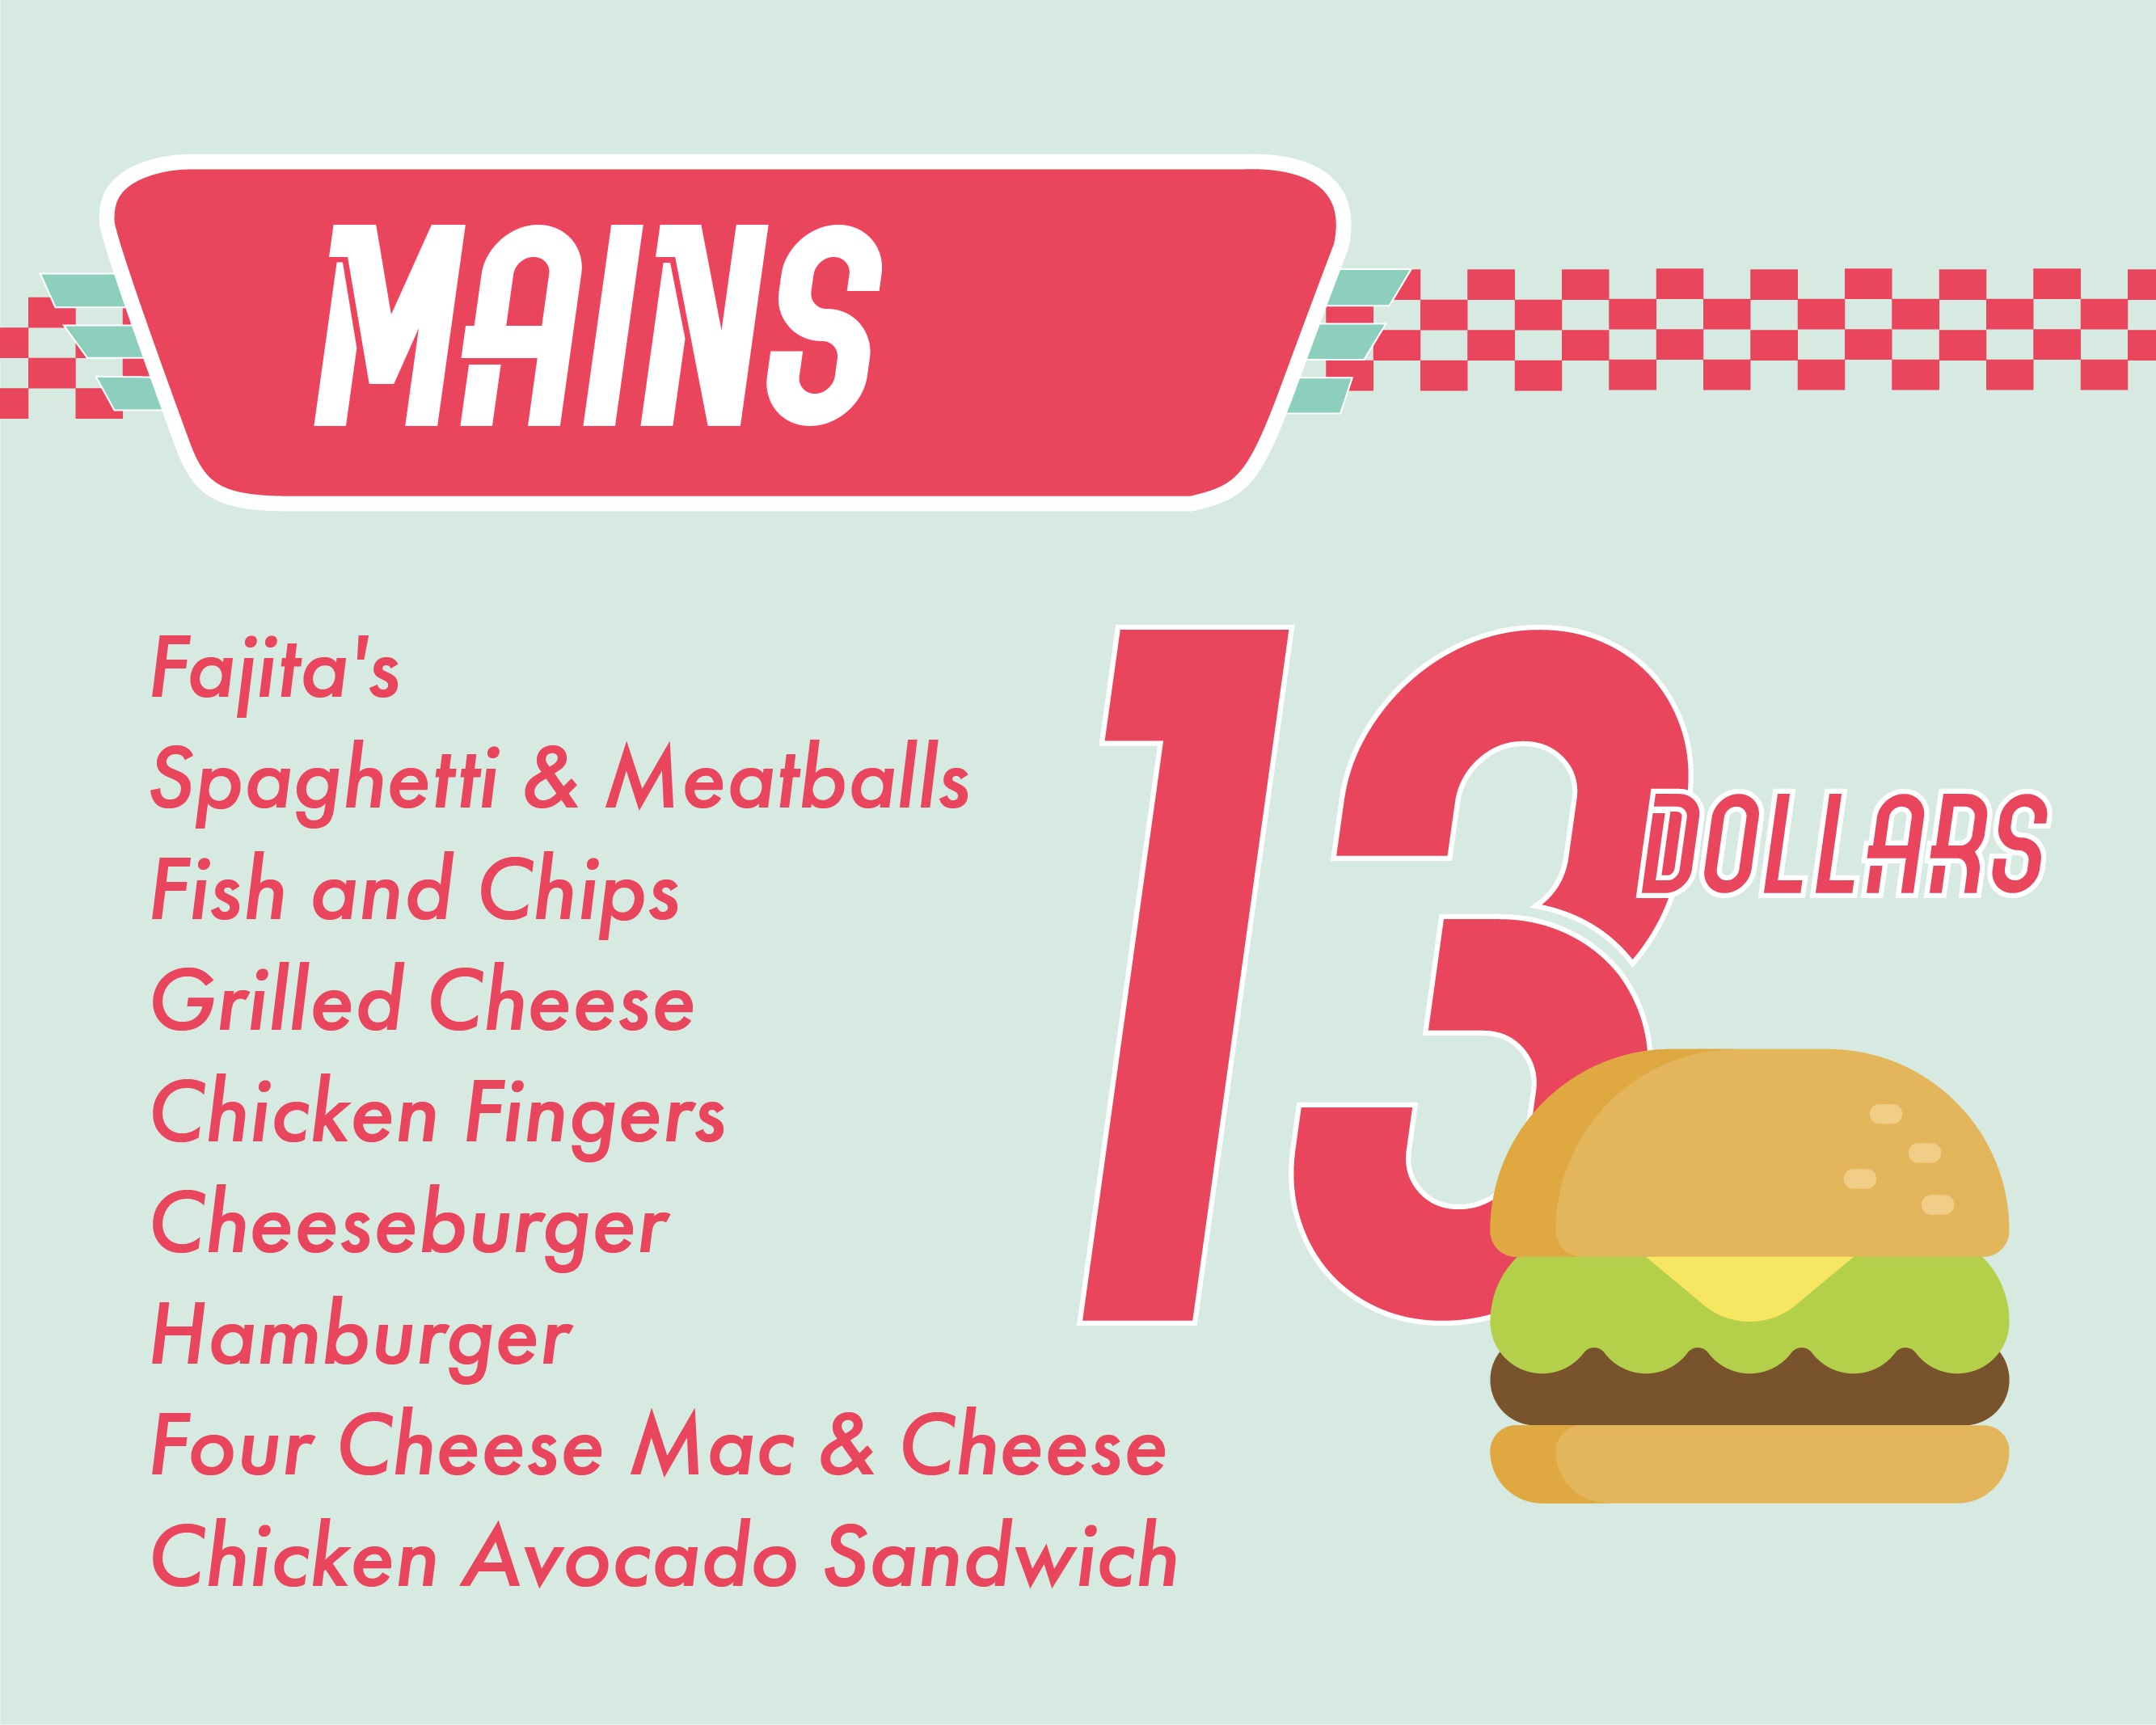 MAINS
Fajita's
Spaghetti & Meatballs
Fish and Chips
Grilled Cheese
Chicken Fingers
Cheeseburger
Hamburger
Four Cheese Mac & Cheese
Chicken Avocado Sandwich
13
DOLLARS